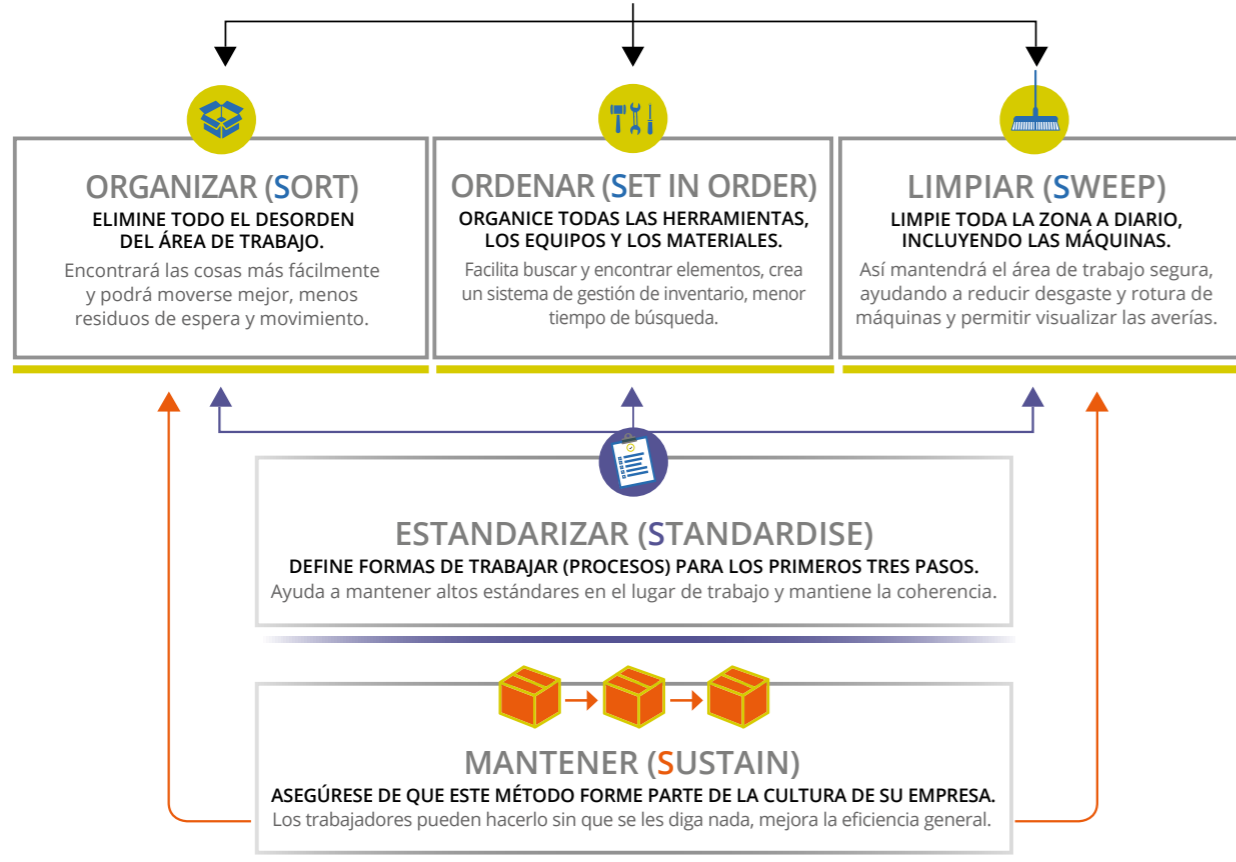 ORGANIZAR (SORT)
ELIMINE TODO EL DESORDEN
DEL ÁREA DE TRABAJO.
Encontrará las cosas más fácilmente
y podrá moverse mejor, menos
residuos de espera y movimiento.
ORDENAR (SET IN ORDER)
ORGANICE TODAS LAS HERRAMIENTAS,
LOS EQUIPOS Y LOS MATERIALES.
Facilita buscar y encontrar elementos, crea
un sistema de gestión de inventario, menor
tiempo de búsqueda.
LIMPIAR (SWEEP)
LIMPIE TODA LA ZONA A DIARIO,
INCLUYENDO LAS MÁQUINAS.
Así mantendrá el área de trabajo segura,
ayudando a reducir desgaste y rotura de
máquinas y permitir visualizar las averías.
ESTANDARIZAR (STANDARDISE)
DEFINE FORMAS DE TRABAJAR (PROCESOS) PARA LOS PRIMEROS TRES PASOS.
Ayuda a mantener altos estándares en el lugar de trabajo y mantiene la coherencia.
MANTENER (SUSTAIN)
ASEGÚRESE DE QUE ESTE MÉTODO FORME PARTE DE LA CULTURA DE SU EMPRESA.
Los trabajadores pueden hacerlo sin que se les diga nada, mejora la eficiencia general.